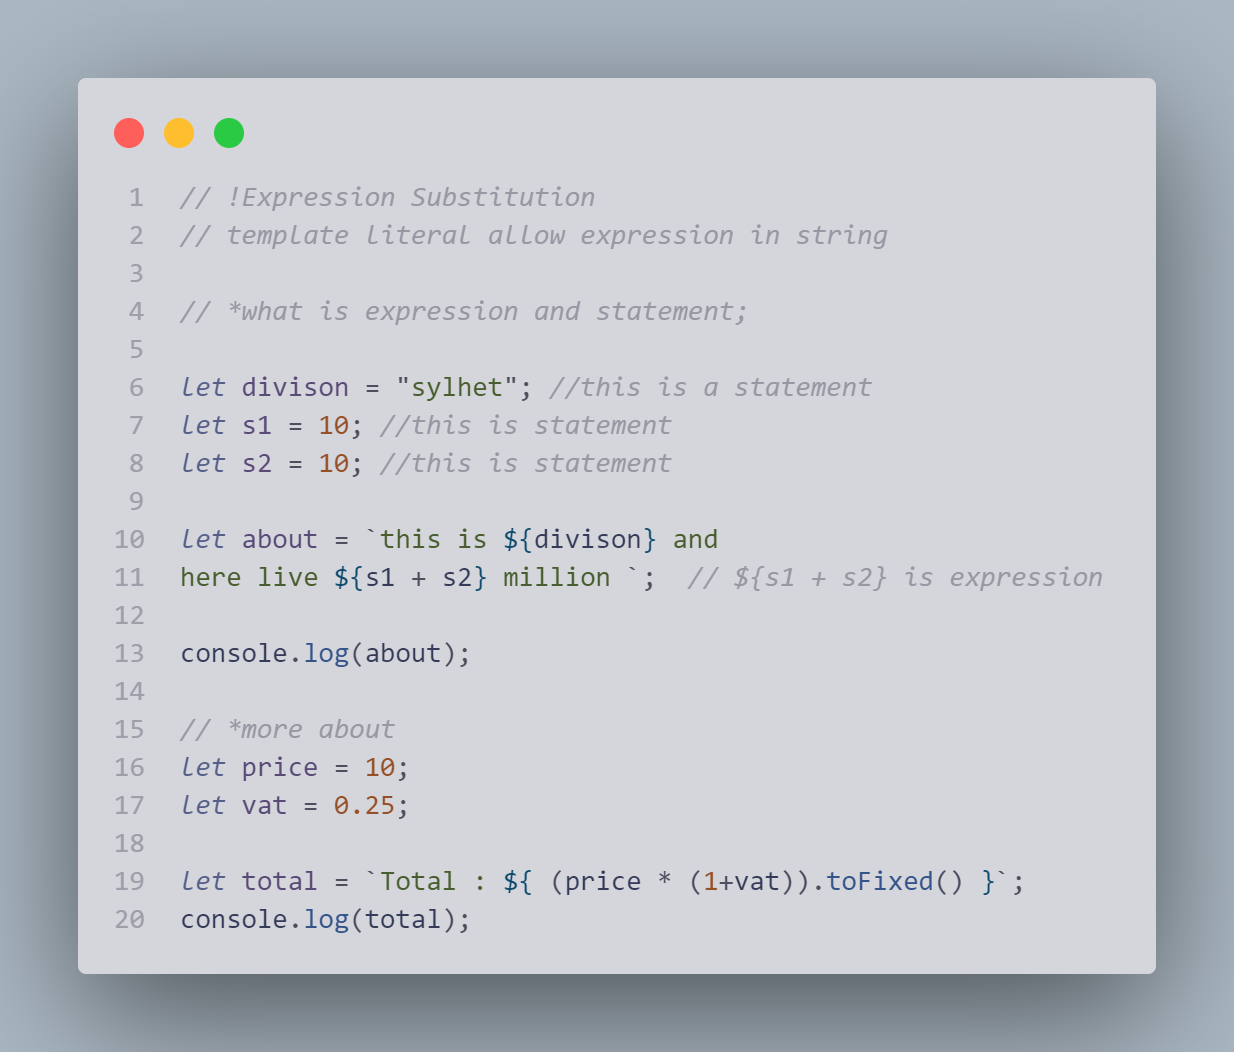 1 // !Expression Substitution
2 // template literal allow expression in string
3
4 // *what is expression and statement;
5
6 let divison = "sylhet"; //this is a statement
7 let s1 = 10; //this is statement
8 let s2 = 10; //this is statement
9
10 let about = `this is ${divison} and
11 here live ${s1 + s2} million `;  // ${s1 + s2} is expression
12
13 console.log(about);
14
15 // *more about
16 let price = 10;
17 let vat = 0.25;
18
19 let total = `Total : ${ (price * (1+vat)).toFixed() }`;
20 console.log(total);